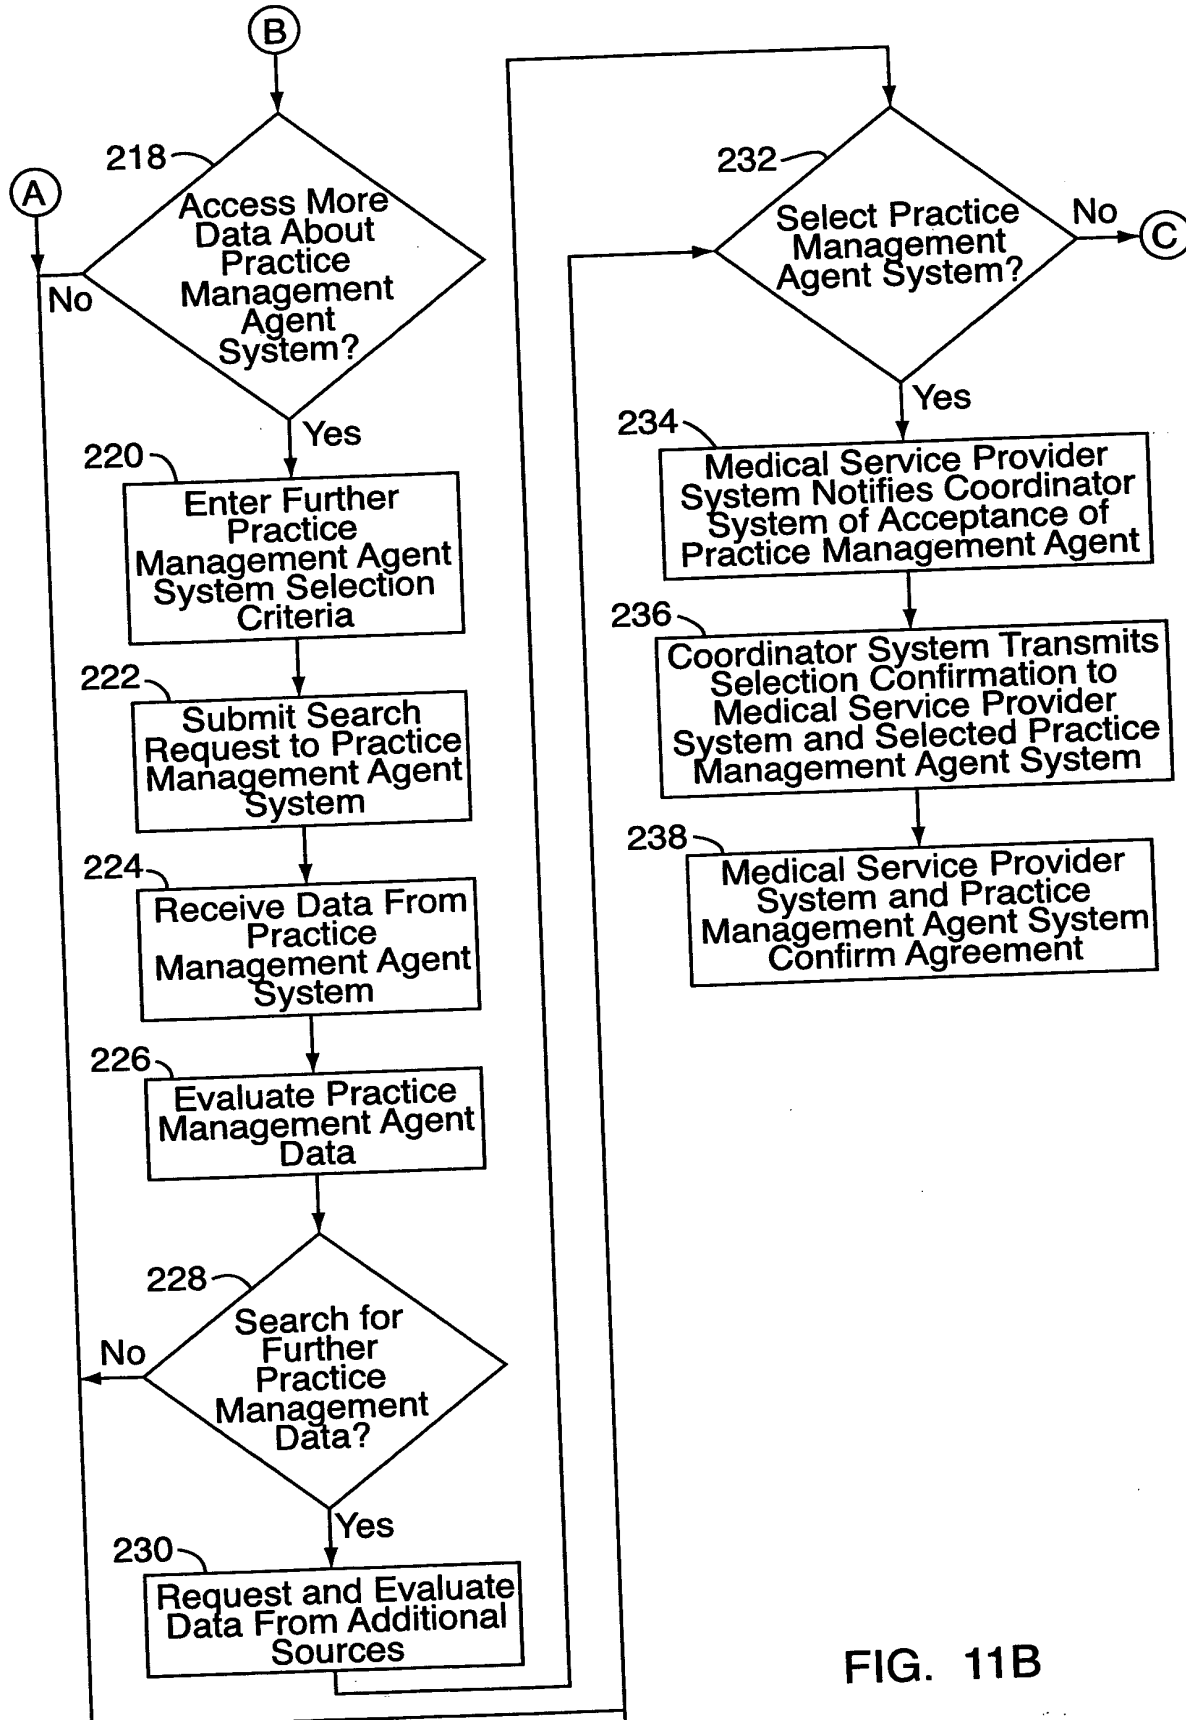 B
218
A
Access More
Data About
Practice
Management
Agent
System?
No
Yes
220
Enter Further
Practice
Management Agent
System Selection
Criteria
222
Submit Search
Request to Practice
Management Agent
System
224
Receive Data From
Practice
Management Agent
System
226
Evaluate Practice
Management Agent
Data
228
Search for
Further
Practice
Management
Data?
No
Yes
230
Request and Evaluate
Data From Additional
Sources
232
Select Practice
Management
Agent System?
No
C
Yes
234
Medical Service Provider
System Notifies Coordinator
System of Acceptance of
Practice Management Agent
236
Coordinator System Transmits
Selection Confirmation to
Medical Service Provider
System and Selected Practice
Management Agent System
238
Medical Service Provider
System and Practice
Management Agent System
Confirm Agreement
FIG. 11B